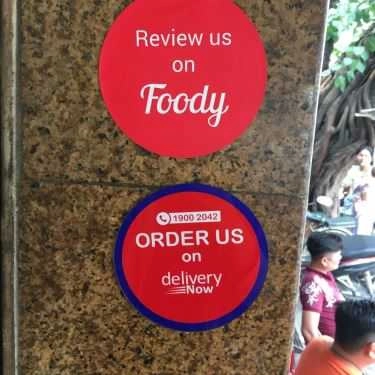 Review us
on
Foody
1900 2042
ORDER US
on
delivery
Now